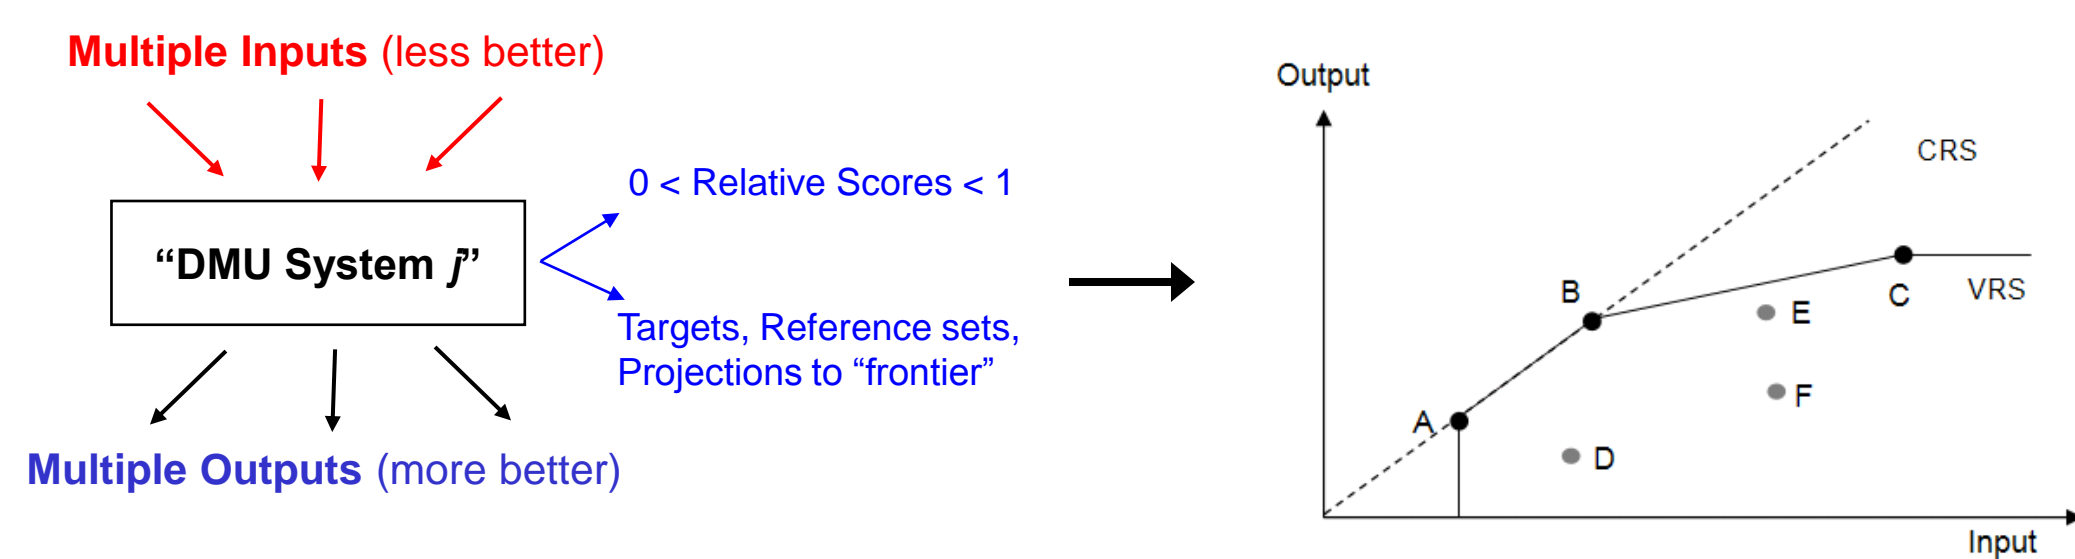 Multiple Inputs (less better)
0 < Relative Scores < 1
“DMU System j”
Targets, Reference sets,
Projections to “frontier”
Multiple Outputs (more better)
Output
CRS
B
C
VRS
E
F
A
D
Input